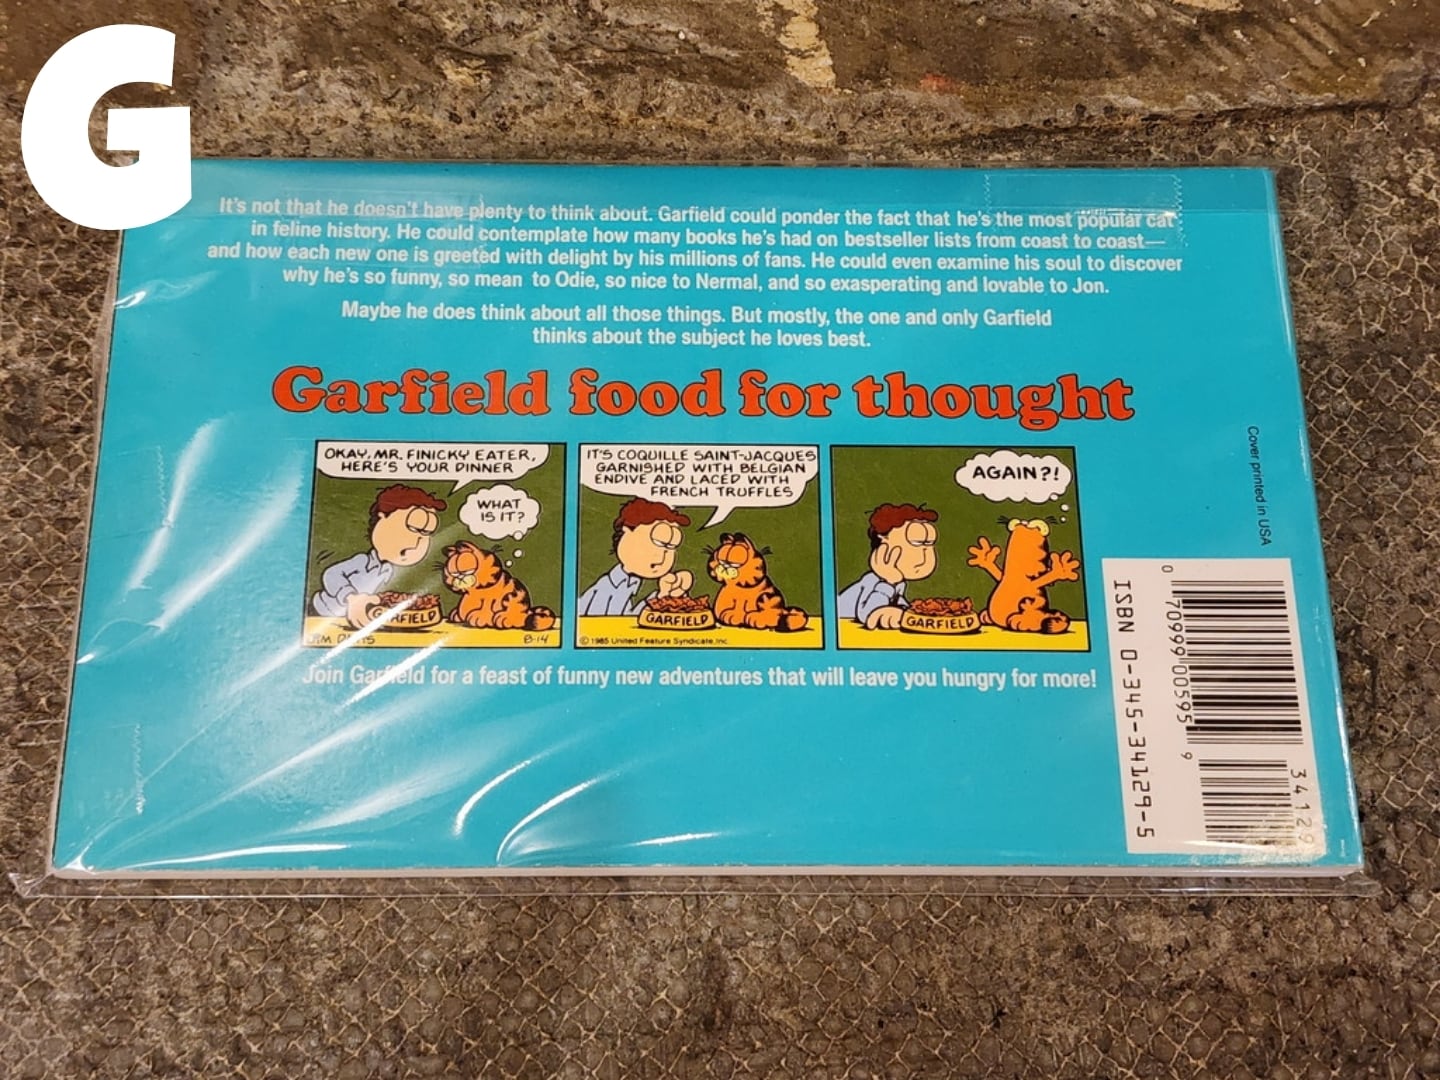 G
It's not that he doesn't have plenty to think about. Garfield could ponder the fact that he's the most popular cat
in feline history. He could contemplate how many books he's had on bestseller lists from coast to coast—
and how each new one is greeted with delight by his millions of fans. He could even examine his soul to discover
why he's so funny, so mean to Odie, so nice to Nermal, and so exasperating and lovable to Jon.
Maybe he does think about all those things. But mostly, the one and only Garfield
thinks about the subject he loves best.
Garfield food for thought
OKAY, MR. FINICKY EATER,
HERE'S YOUR DINNER
WHAT
IS IT?
GARFIELD
JIM DAVIS
8-14
IT'S COQUILLE SAINT-JACQUES
GARNISHED WITH BELGIAN
ENDIVE AND LACED WITH
FRENCH TRUFFLES
GARFIELD
© 1985 United Feature Syndicate, Inc.
AGAIN?!
GARFIELD
Join Garfield for a feast of funny new adventures that will leave you hungry for more!
Cover printed in USA
0 70999 00595 9
34129
ISBN 0-345-34129-5